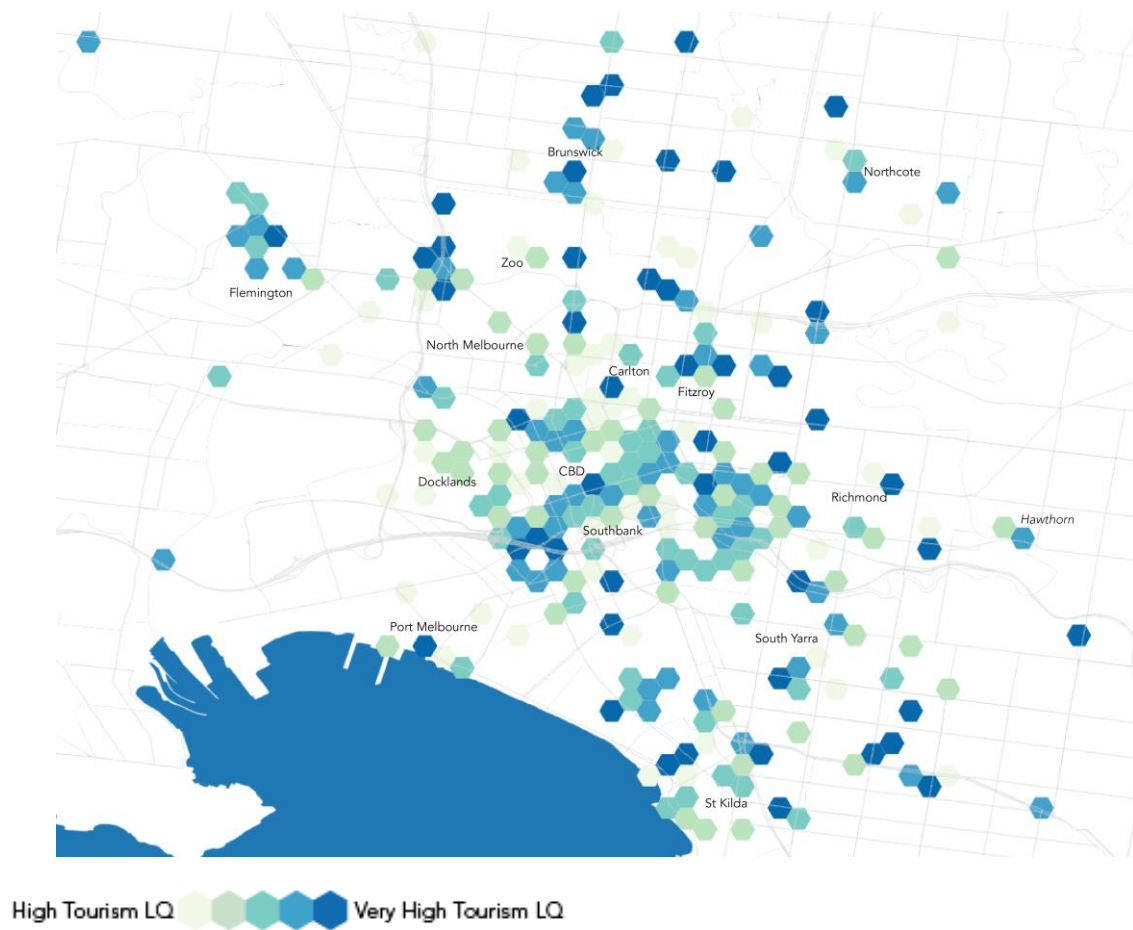 Brunswick
Northcote
Zoo
Flemington
North Melbourne
Carlton
Fitzroy
CBD
Docklands
Richmond
Hawthorn
Southbank
Port Melbourne
South Yarra
St Kilda
High Tourism LQ
Very High Tourism LQ